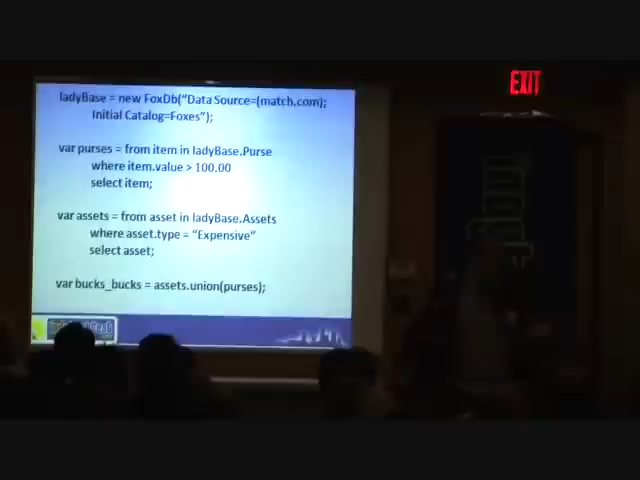 ladyBase = new FoxDb("Data Source=(match.com);
Initial Catalog=Foxes");
var purses = from item in ladyBase.Purse
where item.value > 100.00
select item;
var assets = from asset in ladyBase.Assets
where asset.type = "Expensive"
select asset;
var bucks_bucks = assets.union(purses);
EXIT